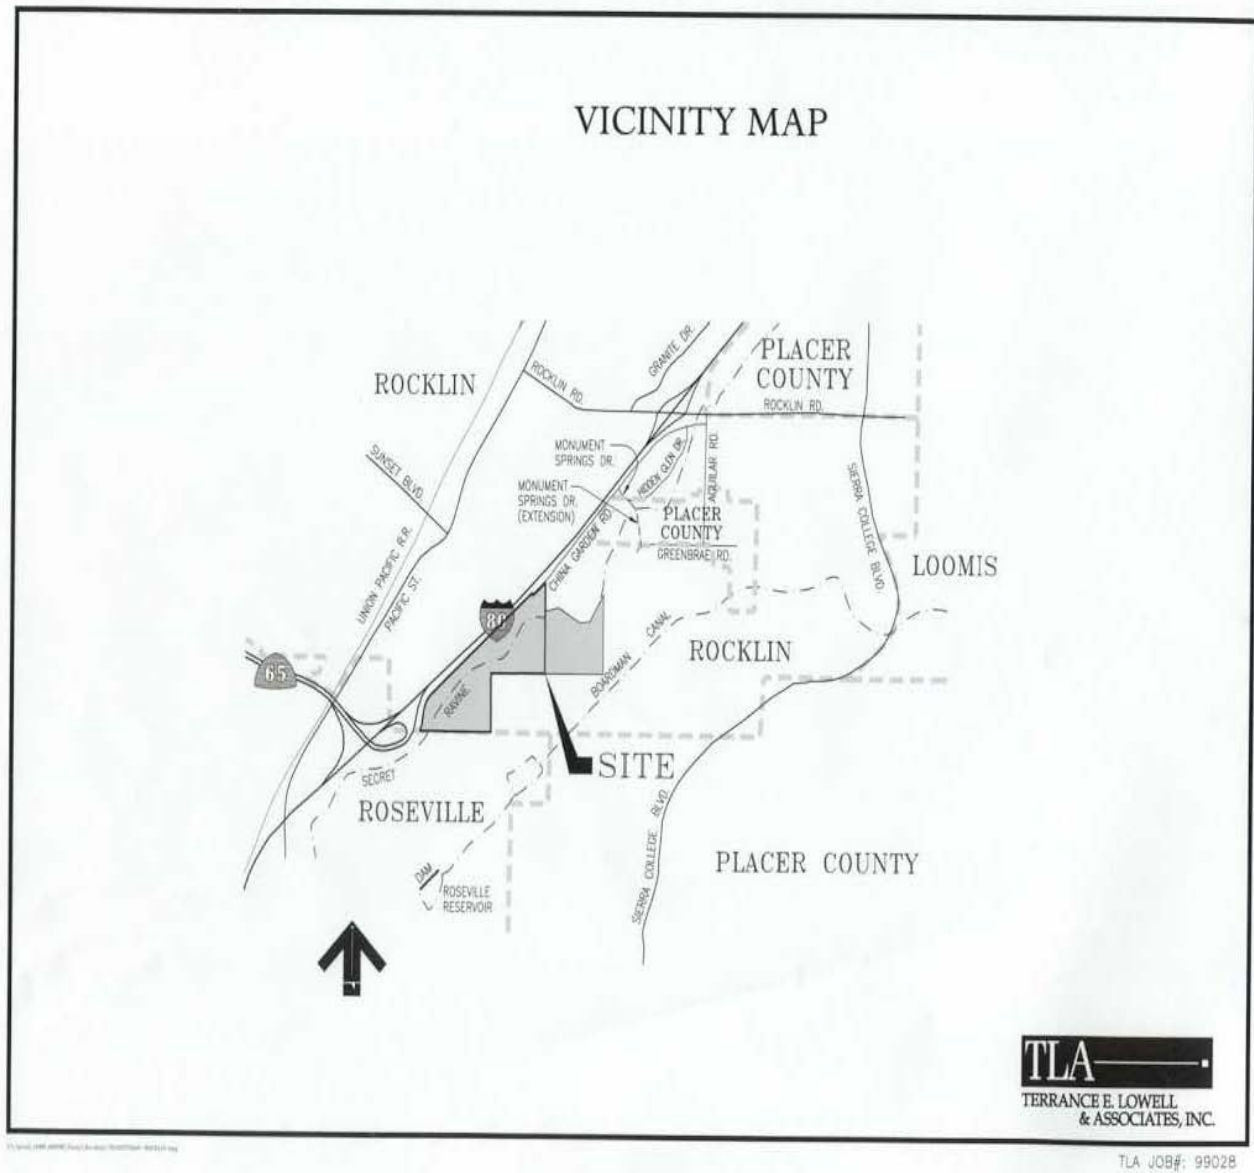 VICINITY MAP
GRANITE DR.
PLACER
COUNTY
ROCKLIN
ROCKLIN RD.
ROCKLIN RD.
MONUMENT
SPRINGS DR.
HIDDEN GLEN DR.
AQUILAR RD.
SUNSET BLVD.
SIERRA COLLEGE BLVD.
MONUMENT
SPRINGS DR.
(EXTENSION)
PLACER
COUNTY
GREENBRAE RD.
CHINA GARDEN RD.
UNION PACIFIC R.R.
PACIFIC ST.
LOOMIS
80
BOARDMAN CANAL
ROCKLIN
65
RAVINE
SECRET
SITE
ROSEVILLE
SIERRA COLLEGE BLVD.
PLACER COUNTY
DAM
ROSEVILLE
RESERVOIR
TLA
TERRANCE E. LOWELL
& ASSOCIATES, INC.
TLA JOB#: 99028